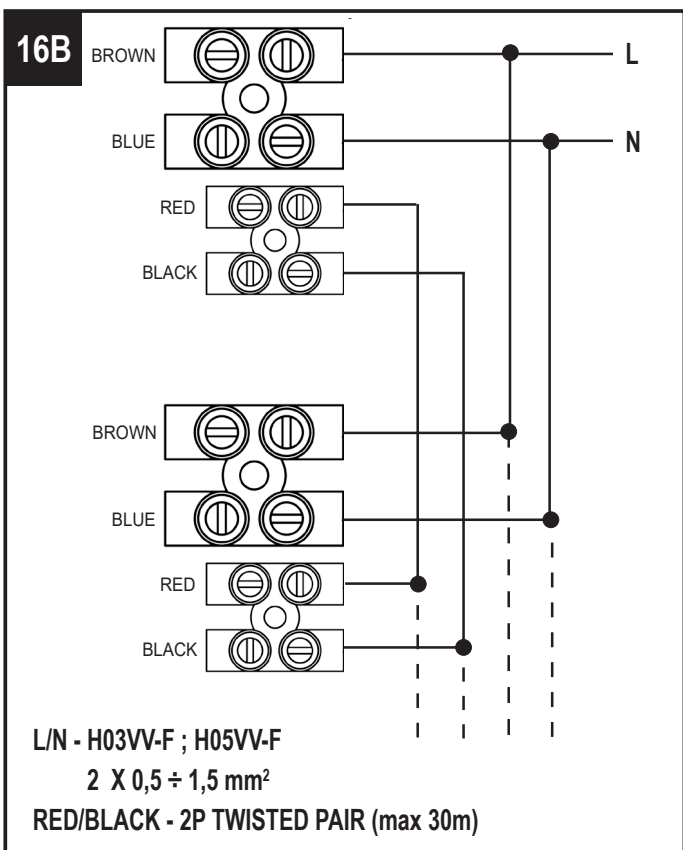 16B
BROWN
L
BLUE
N
RED
BLACK
BROWN
BLUE
RED
BLACK
L/N - H03VV-F ; H05VV-F
2 X 0,5 ÷ 1,5 mm²
RED/BLACK - 2P TWISTED PAIR (max 30m)